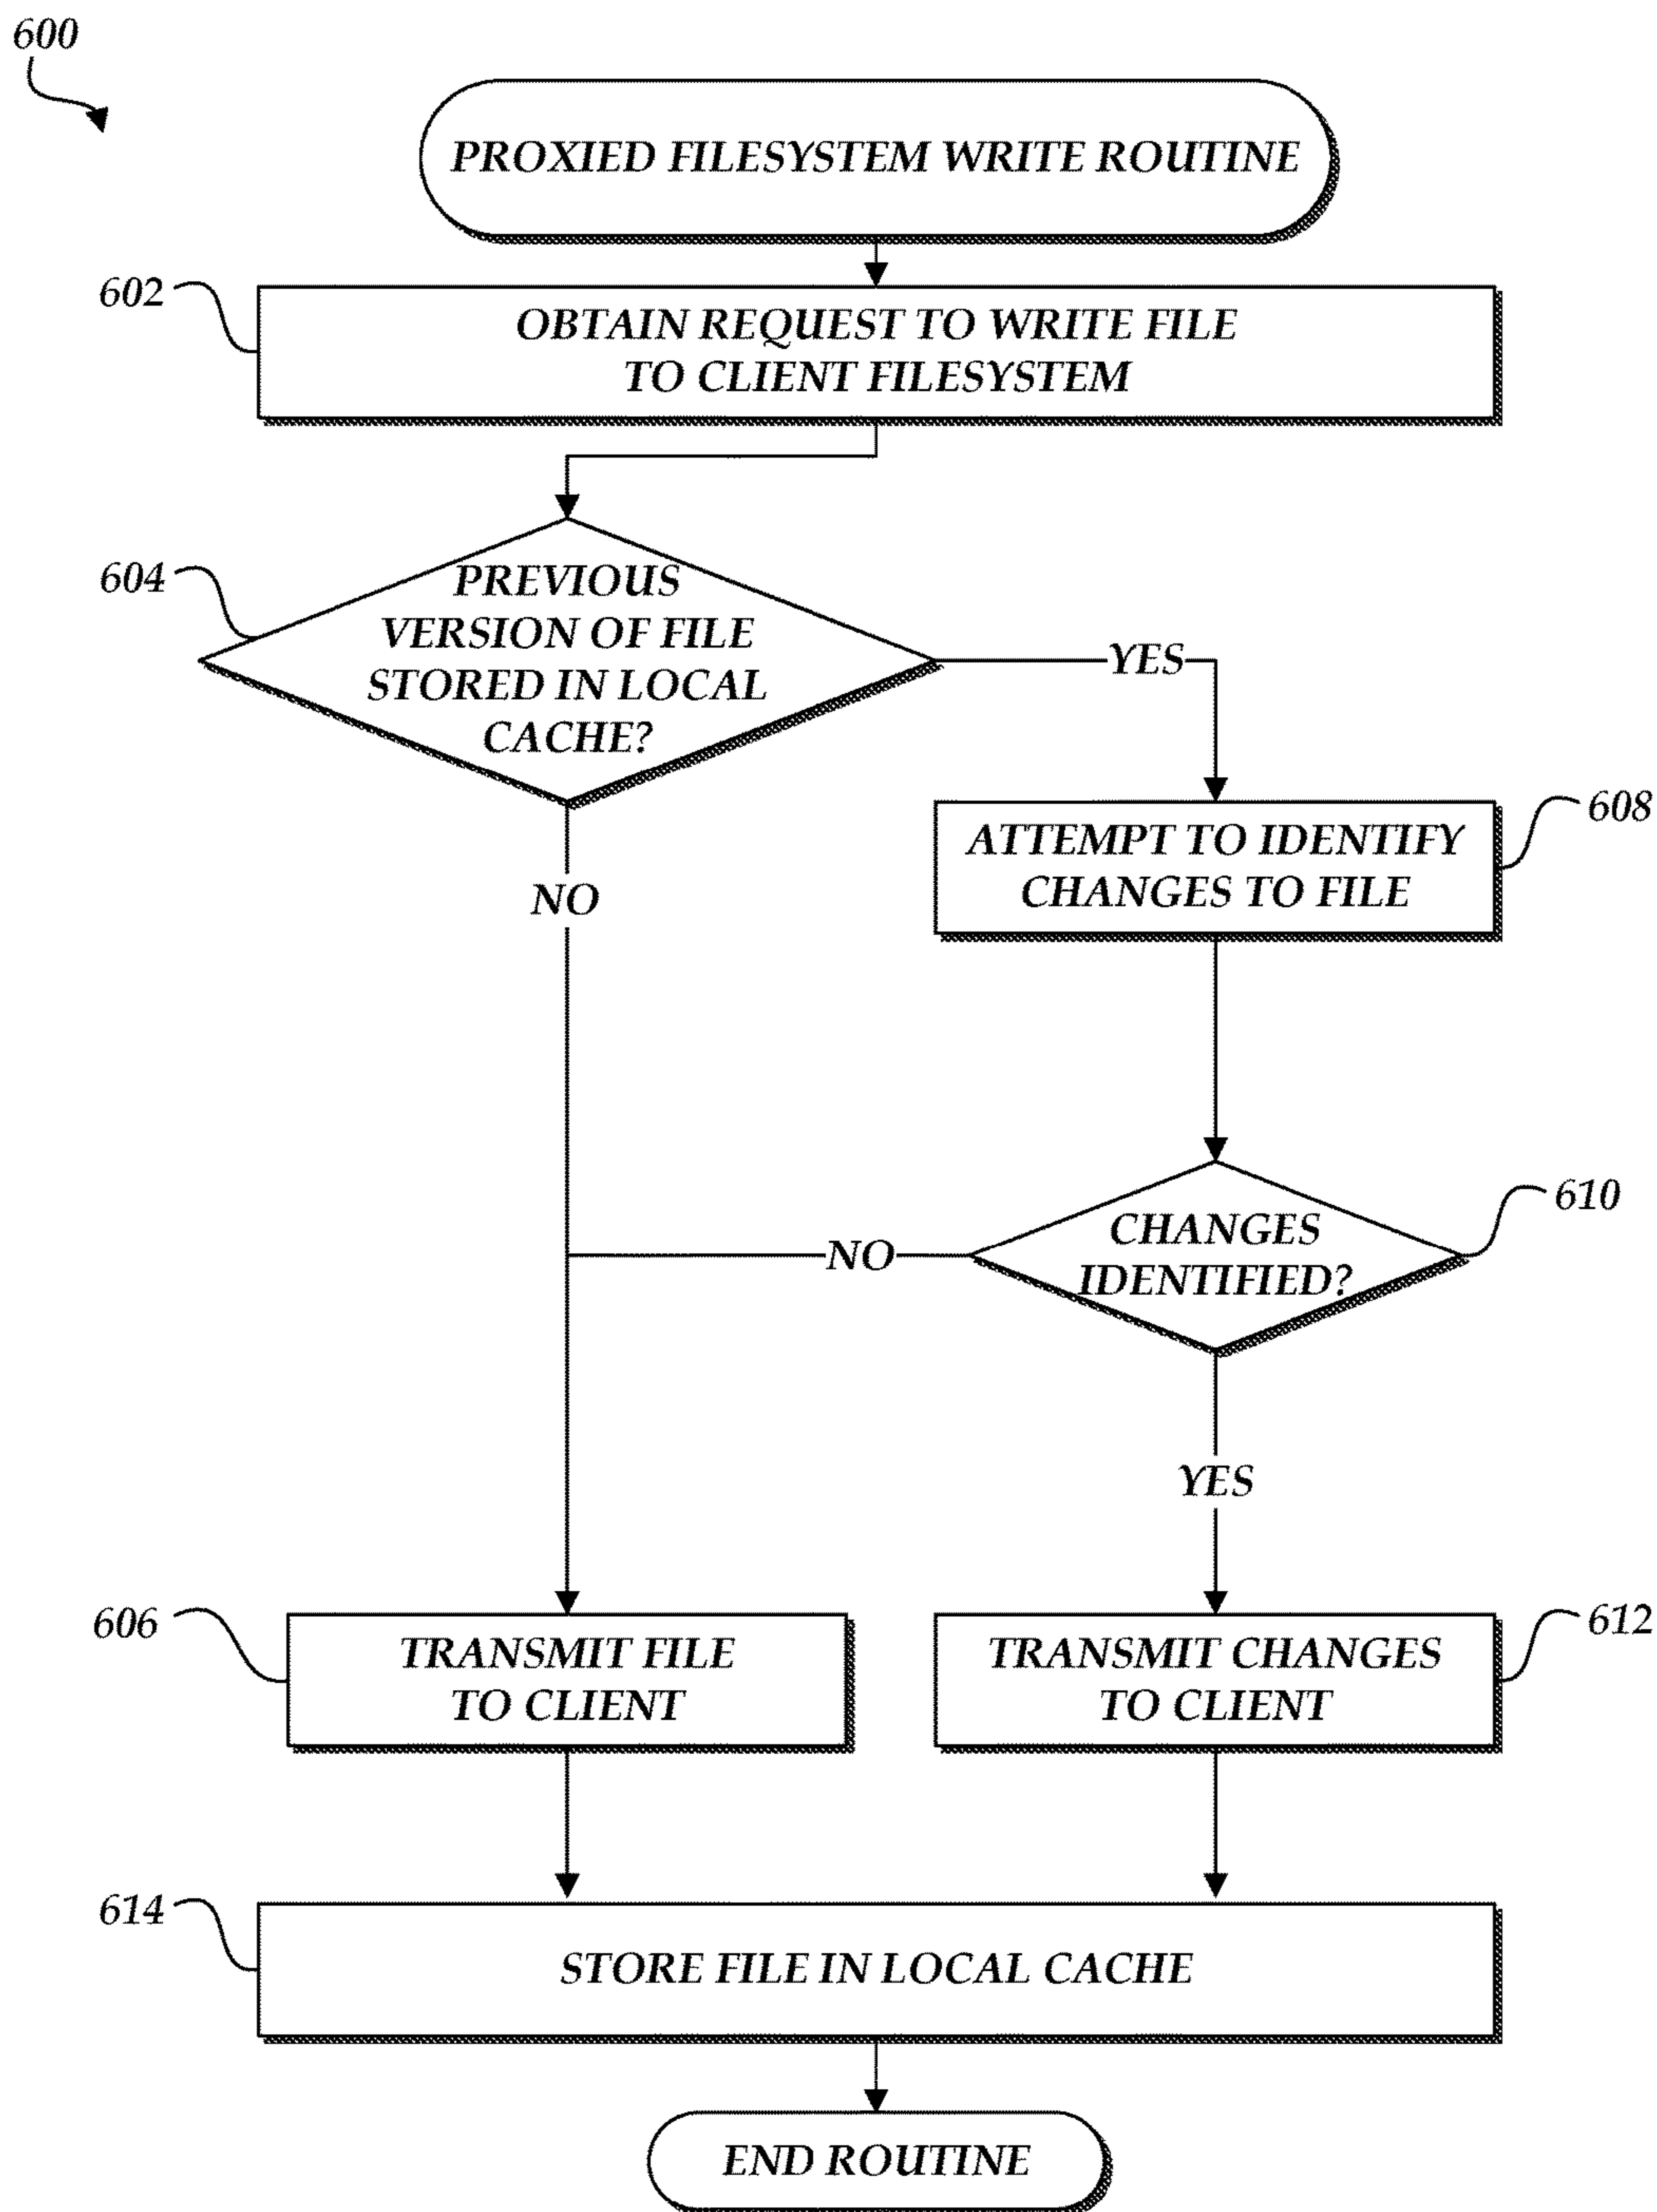 600
PROXIED FILESYSTEM WRITE ROUTINE
602
OBTAIN REQUEST TO WRITE FILE
TO CLIENT FILESYSTEM
604
PREVIOUS
VERSION OF FILE
STORED IN LOCAL
CACHE?
YES
NO
608
ATTEMPT TO IDENTIFY
CHANGES TO FILE
610
CHANGES
IDENTIFIED?
NO
YES
606
TRANSMIT FILE
TO CLIENT
612
TRANSMIT CHANGES
TO CLIENT
614
STORE FILE IN LOCAL CACHE
END ROUTINE